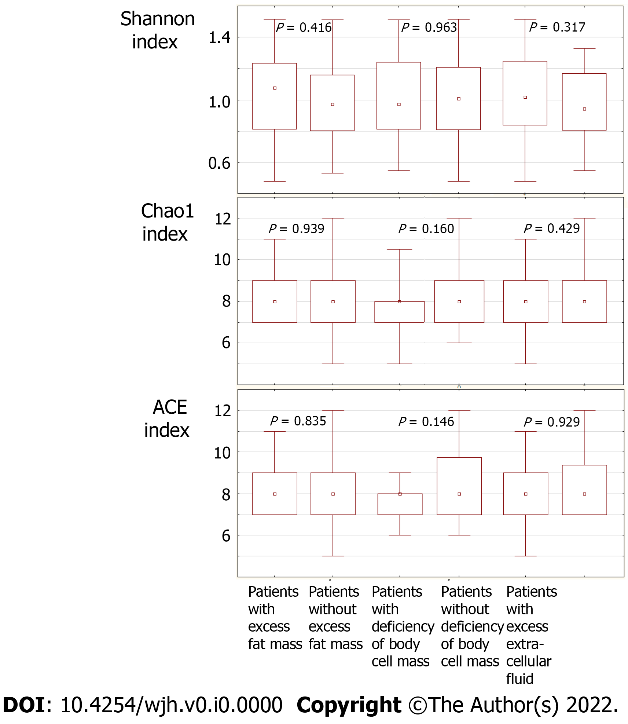 Shannon
index
1.4
1.0
0.6
P = 0.416
P = 0.963
P = 0.317
Chao1
index
12
10
8
6
P = 0.939
P = 0.160
P = 0.429
ACE
index
12
10
8
6
P = 0.835
P = 0.146
P = 0.929
Patients
with
excess
fat mass
Patients
without
excess
fat mass
Patients
with
deficiency
of body
cell mass
Patients
without
deficiency
of body
cell mass
Patients
with
excess
extra-
cellular
fluid
DOI: 10.4254/wjh.v0.i0.0000 Copyright ©The Author(s) 2022.